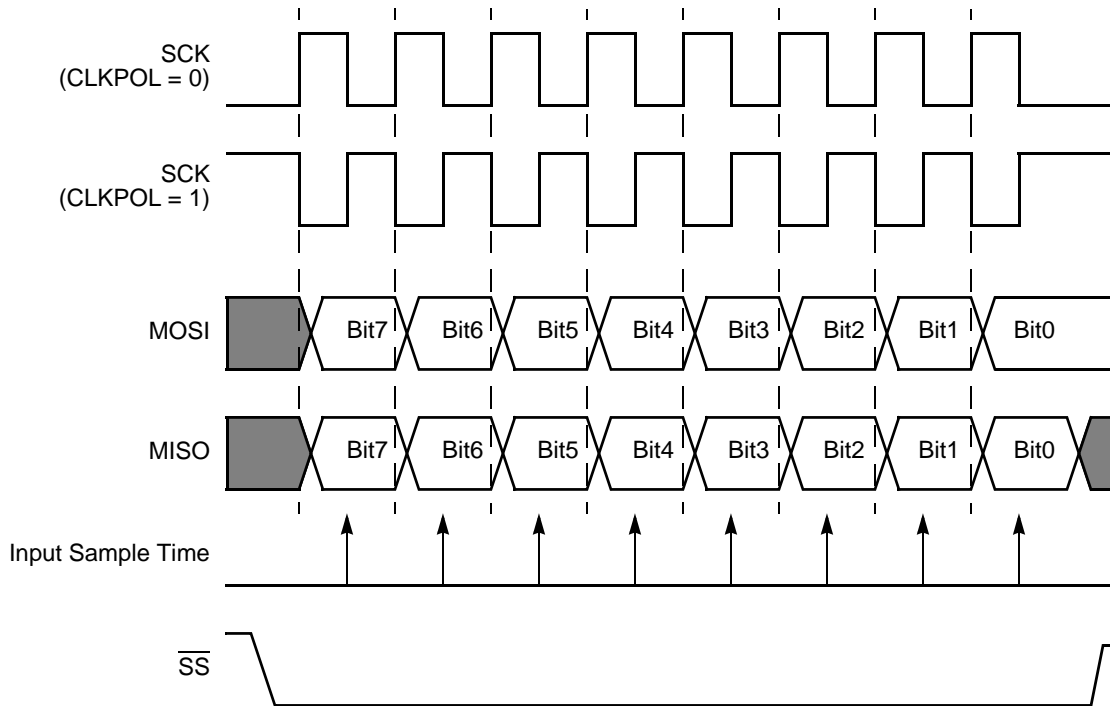 SCK
(CLKPOL = 0)
SCK
(CLKPOL = 1)
MOSI
Bit7 Bit6 Bit5 Bit4 Bit3 Bit2 Bit1 Bit0
MISO
Bit7 Bit6 Bit5 Bit4 Bit3 Bit2 Bit1 Bit0
Input Sample Time
SS